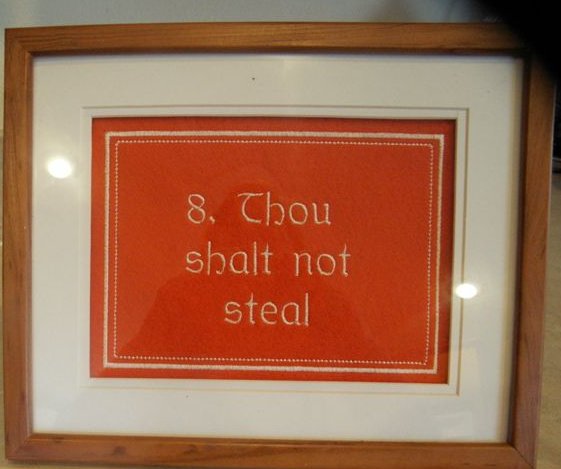 8. Thou
shalt not
steal